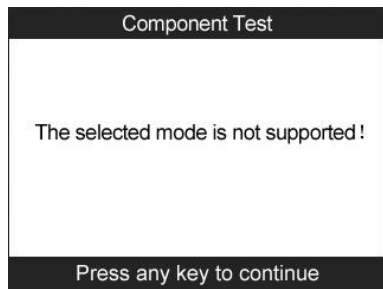 Component Test
The selected mode is not supported!
Press any key to continue